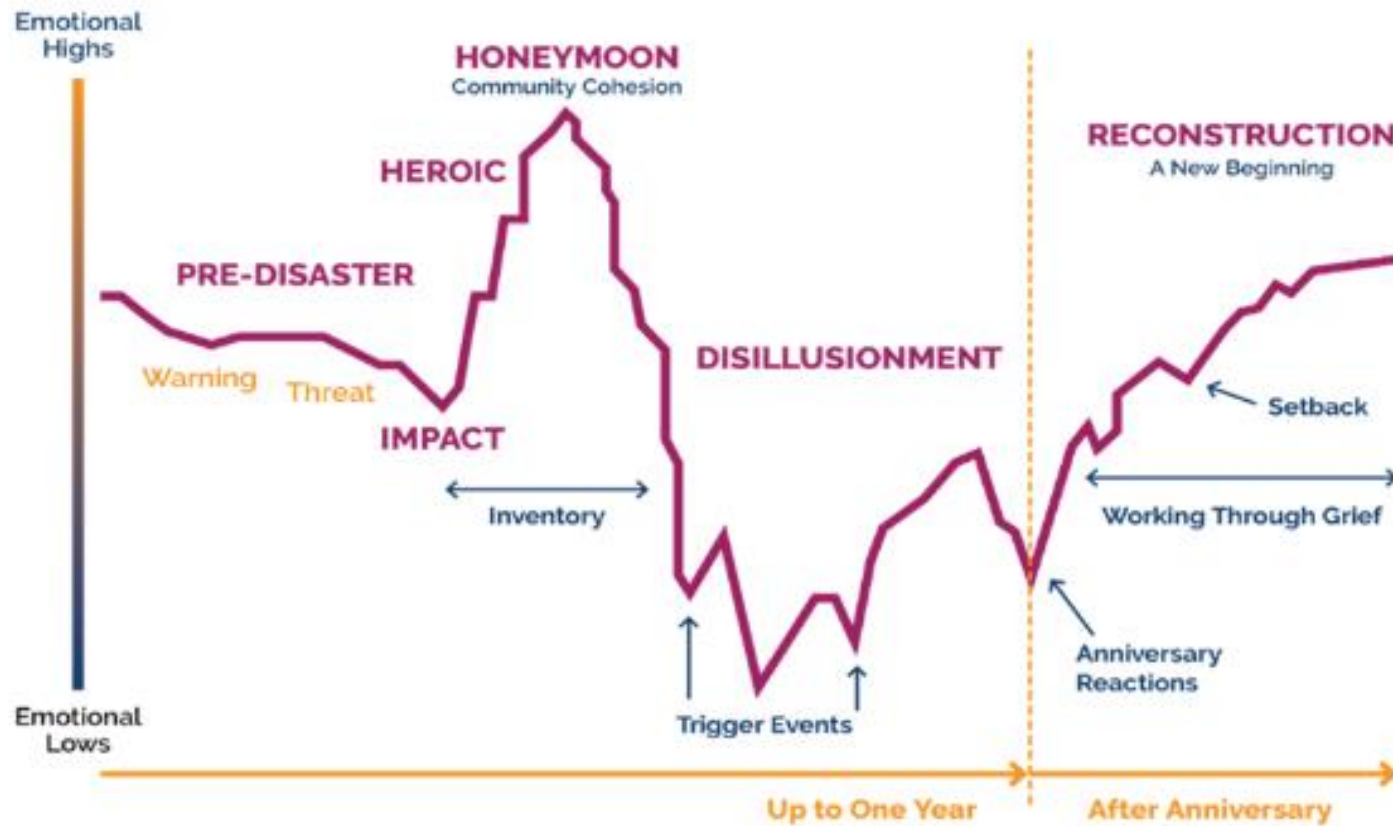 Emotional
Highs
HONEYMOON
Community Cohesion
RECONSTRUCTION
A New Beginning
HEROIC
PRE-DISASTER
Warning
Threat
IMPACT
DISILLUSIONMENT
Setback
Inventory
Working Through Grief
Anniversary
Reactions
Trigger Events
Emotional
Lows
Up to One Year
After Anniversary